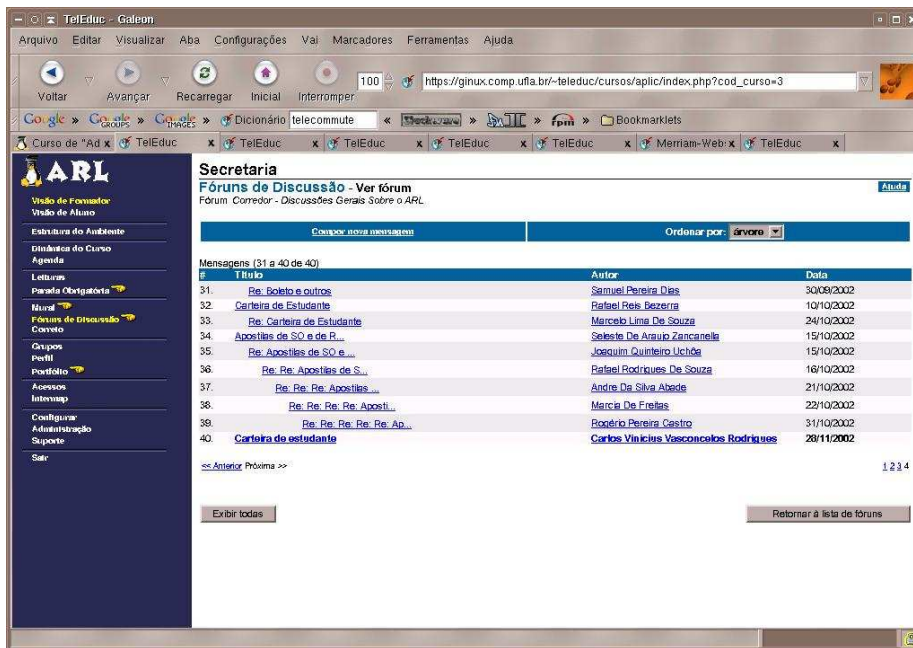 TelEduc - Galeon
Arquivo Editar Visualizar Aba Configurações Vai Marcadores Ferramentas Ajuda
Voltar Avançar Recarregar Inicial Interromper 100 https://ginux.comp.ufla.br/~teleduc/cursos/aplic/index.php?cod_curso=3
Google » Google GROUPS » Google IMAGES » Dicionário telecommute « » » rpm » Bookmarklets
Curso de "Ad x TelEduc x TelEduc x TelEduc x TelEduc x TelEduc x Merriam-Web: x TelEduc x
ARL
Visão de Formador
Visão de Aluno
Estrutura do Ambiente
Dinâmica do Curso
Agenda
Leituras
Parada Obrigatória
Mural
Fóruns de Discussão
Correio
Grupos
Perfil
Portfólio
Acessos
Intermap
Configurar
Administração
Suporte
Sair
Secretaria
Fóruns de Discussão - Ver fórum
Ajuda
Fórum Corredor - Discussões Gerais Sobre o ARL
Compor nova mensagem Ordenar por: árvore
Mensagens (31 a 40 de 40)
# Título Autor Data
31. Re: Boleto e outros Samuel Pereira Dias 30/09/2002
32. Carteira de Estudante Rafael Reis Bezerra 10/10/2002
33. Re: Carteira de Estudante Marcelo Lima De Souza 24/10/2002
34. Apostilas de SO e de R... Seleste De Araujo Zancanella 15/10/2002
35. Re: Apostilas de SO e ... Joaquim Quinteiro Uchôa 15/10/2002
36. Re: Re: Apostilas de S... Rafael Rodrigues De Souza 16/10/2002
37. Re: Re: Re: Apostilas ... Andre Da Silva Abade 21/10/2002
38. Re: Re: Re: Re: Aposti... Marcia De Freitas 22/10/2002
39. Re: Re: Re: Re: Re: Ap... Rogério Pereira Castro 31/10/2002
40. Carteira de estudante Carlos Vinicius Vasconcelos Rodrigues 28/11/2002
<< Anterior Próxima >> 1 2 3 4
Exibir todas Retornar à lista de fóruns